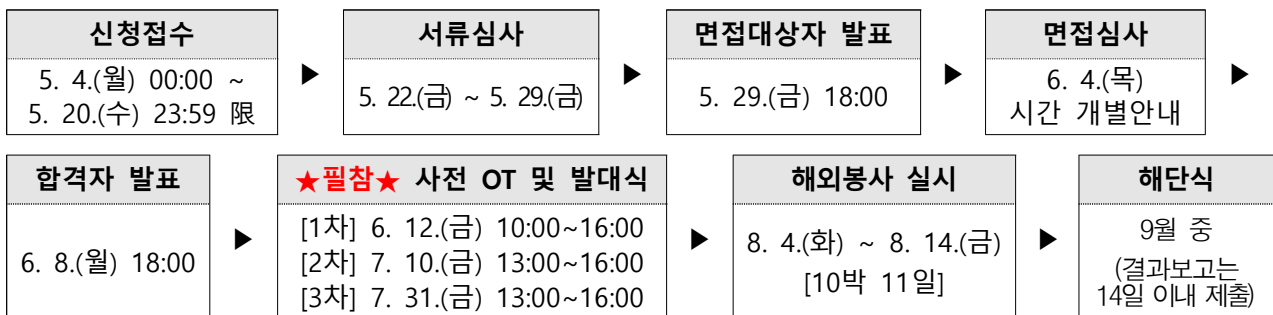 신청접수
5. 4.(월) 00:00 ~
5. 20.(수) 23:59 限
▶
서류심사
5. 22.(금) ~ 5. 29.(금)
▶
면접대상자 발표
5. 29.(금) 18:00
▶
면접심사
6. 4.(목)
시간 개별안내
▶
합격자 발표
6. 8.(월) 18:00
▶
★필참★ 사전 OT 및 발대식
[1차] 6. 12.(금) 10:00~16:00
[2차] 7. 10.(금) 13:00~16:00
[3차] 7. 31.(금) 13:00~16:00
▶
해외봉사 실시
8. 4.(화) ~ 8. 14.(금)
[10박 11일]
▶
해단식
9월 중
(결과보고는
14일 이내 제출)